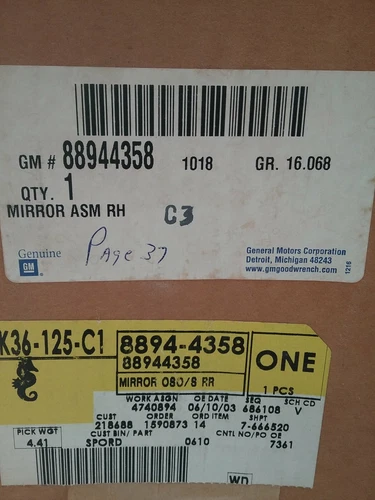 GM # 88944358 1018 GR. 16.068
QTY. 1
MIRROR ASM RH C3
Genuine
GM
Page 37
General Motors Corporation
Detroit, Michigan 48243
www.gmgoodwrench.com
1216
K36-125-C1
8894-4358
88944358
MIRROR OSO/S RR
ONE
1 PCS
WORK ASGN OE DATE SEQ SCH CD
4740894 06/10/03 686108 V
CUST ORDER ORD ITEM SHPT
218688 1590873 14 7-666520
PICK WGT CUST BIN/ PART CNTL NO/PO OE
4.41 SPORD 0610 7361
WD